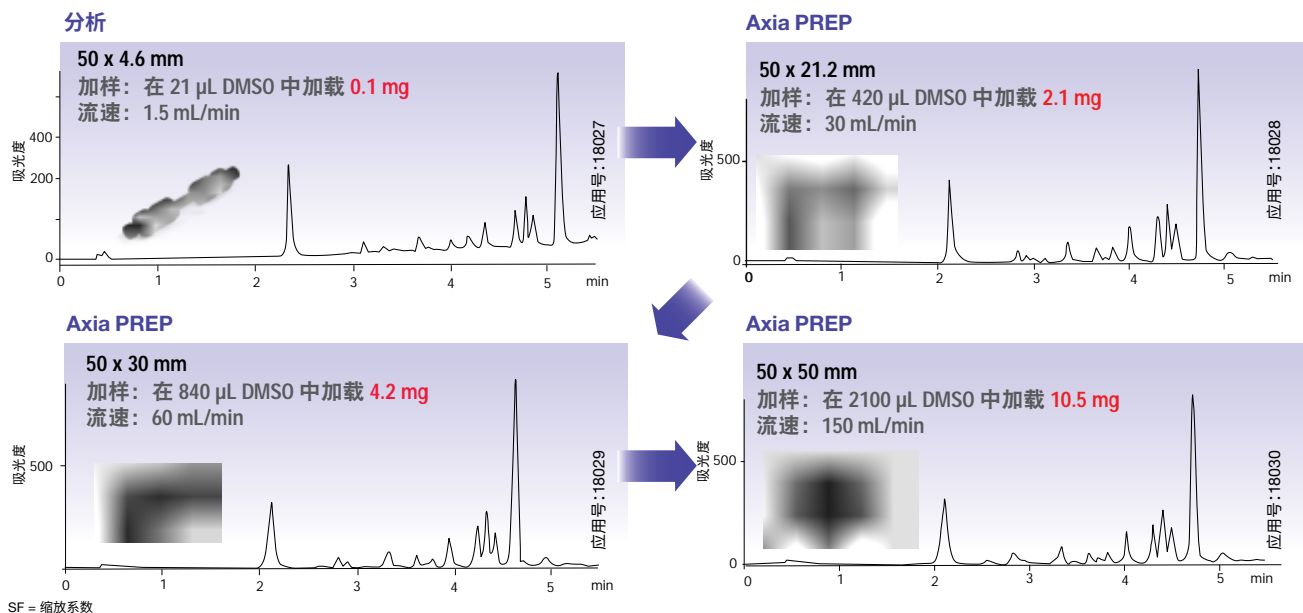 分析
50 x 4.6 mm
加样：在 21 µL DMSO 中加载 0.1 mg
流速：1.5 mL/min
吸光度
400
200
0
0 1 2 3 4 5 min
应用号：18027
Axia PREP
50 x 21.2 mm
加样：在 420 µL DMSO 中加载 2.1 mg
流速：30 mL/min
吸光度
500
0
0 1 2 3 4 5 min
应用号：18028
Axia PREP
50 x 30 mm
加样：在 840 µL DMSO 中加载 4.2 mg
流速：60 mL/min
吸光度
500
0 1 2 3 4 5 min
应用号：18029
Axia PREP
50 x 50 mm
加样：在 2100 µL DMSO 中加载 10.5 mg
流速：150 mL/min
吸光度
500
0
0 1 2 3 4 5 min
应用号：18030
SF = 缩放系数